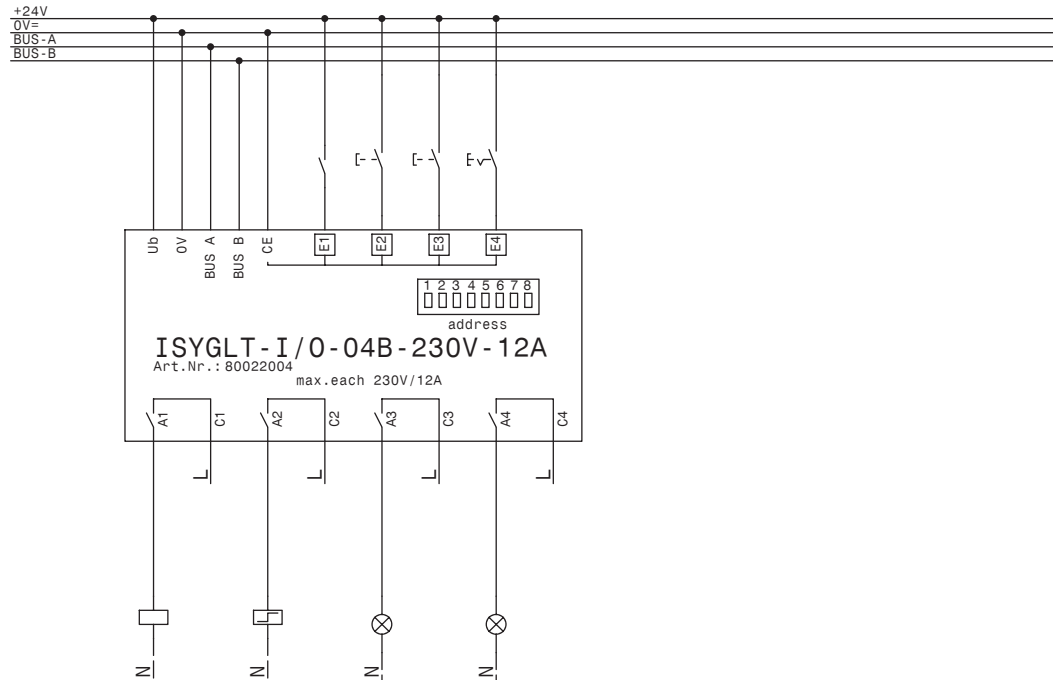 +24V
0V=
BUS-A
BUS-B
Ub
0V
BUS A
BUS B
CE
E1
E2
E3
E4
1 2 3 4 5 6 7 8
address
ISYGLT-I/O-04B-230V-12A
Art.Nr.:80022004
max.each 230V/12A
A1
C1
A2
C2
A3
C3
A4
C4
L
L
L
L
N
N
N
N